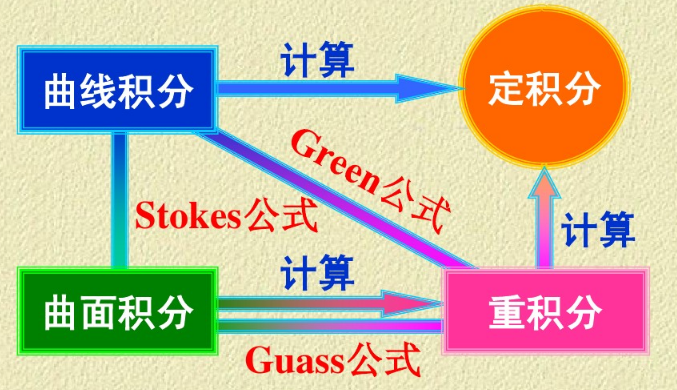 计算
曲线积分
定积分
Green公式
Stokes公式
计算
计算
曲面积分
重积分
Guass公式